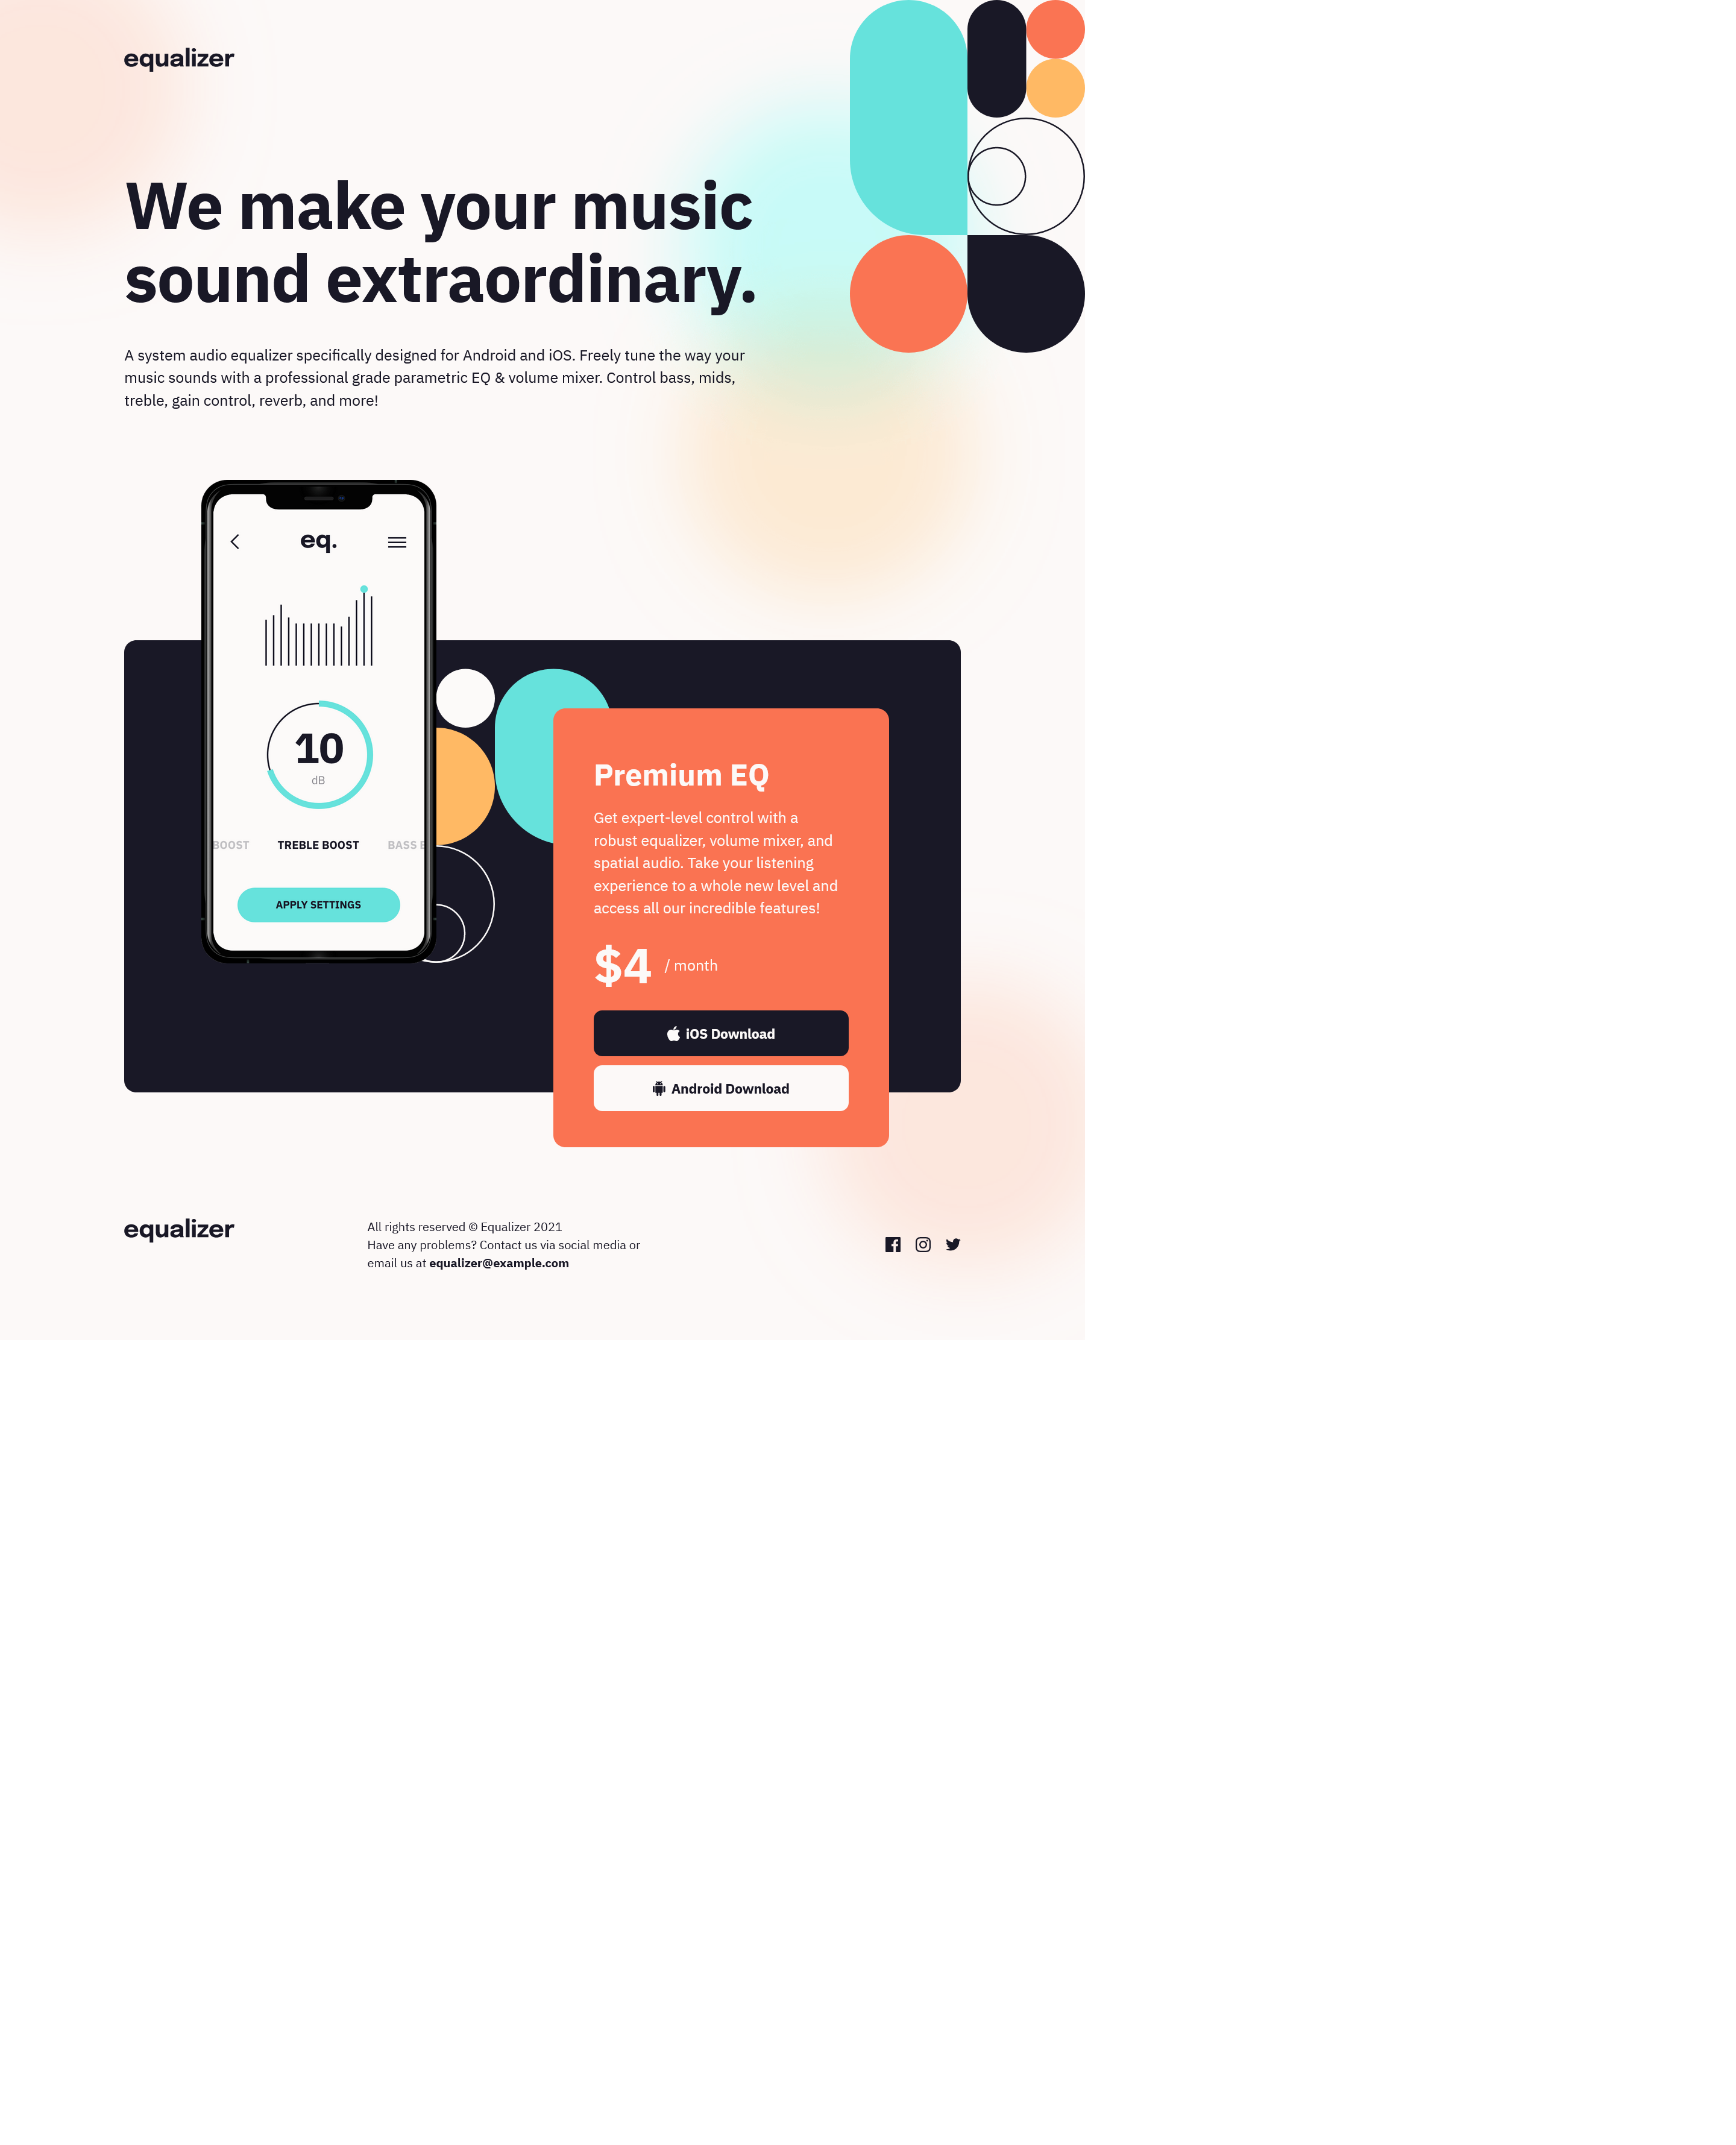 equalizer
We make your music
sound extraordinary.
A system audio equalizer specifically designed for Android and iOS. Freely tune the way your
music sounds with a professional grade parametric EQ & volume mixer. Control bass, mids,
treble, gain control, reverb, and more!
eq.
10
dB
BOOST TREBLE BOOST BASS B
APPLY SETTINGS
Premium EQ
Get expert-level control with a
robust equalizer, volume mixer, and
spatial audio. Take your listening
experience to a whole new level and
access all our incredible features!
$4 / month
iOS Download
Android Download
equalizer
All rights reserved © Equalizer 2021
Have any problems? Contact us via social media or
email us at equalizer@example.com